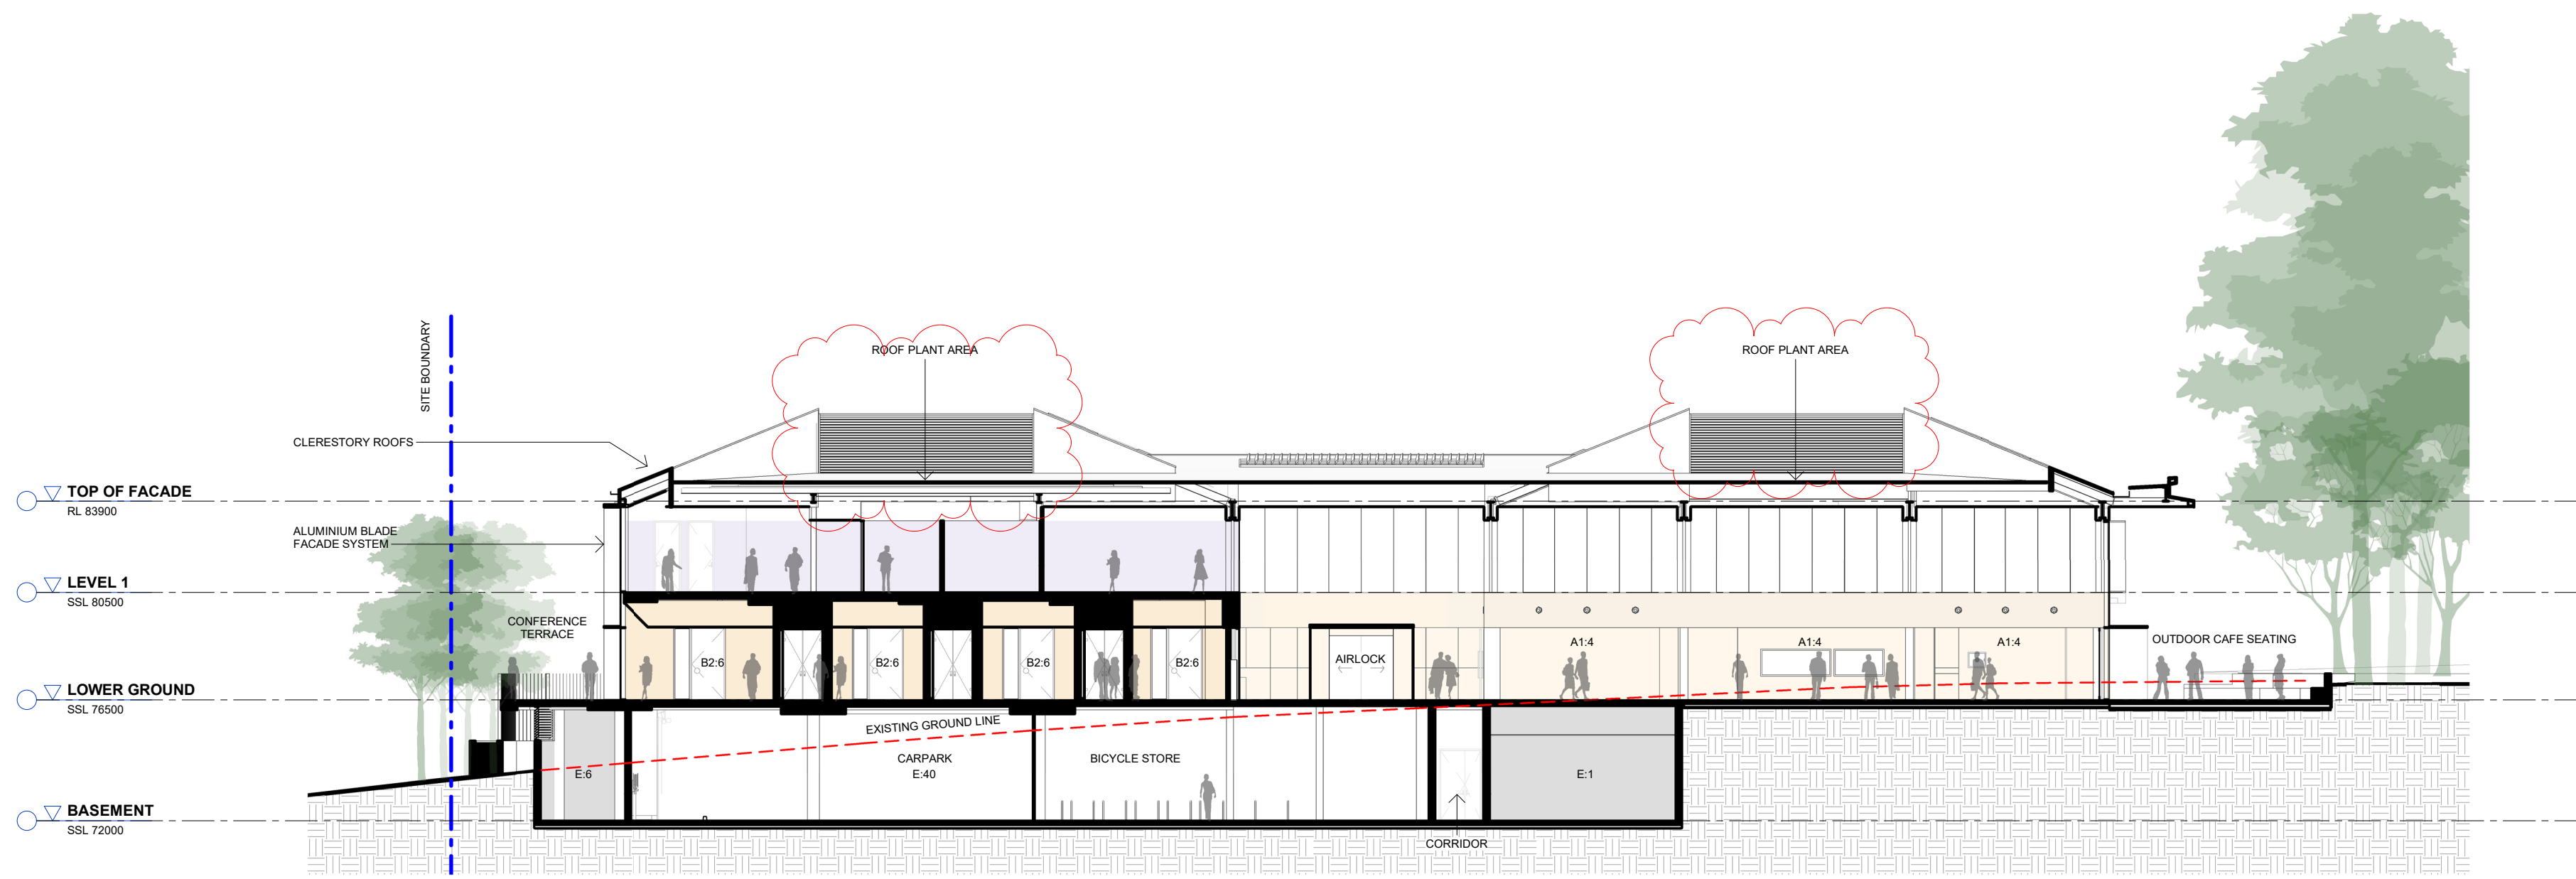 SITE BOUNDARY
ROOF PLANT AREA
ROOF PLANT AREA
CLERESTORY ROOFS
TOP OF FACADE
RL 83900
ALUMINIUM BLADE
FACADE SYSTEM
LEVEL 1
SSL 80500
CONFERENCE
TERRACE
OUTDOOR CAFE SEATING
B2:6
B2:6
B2:6
B2:6
AIRLOCK
A1:4
A1:4
A1:4
LOWER GROUND
SSL 76500
EXISTING GROUND LINE
CARPARK
E:40
BICYCLE STORE
E:6
E:1
BASEMENT
SSL 72000
CORRIDOR